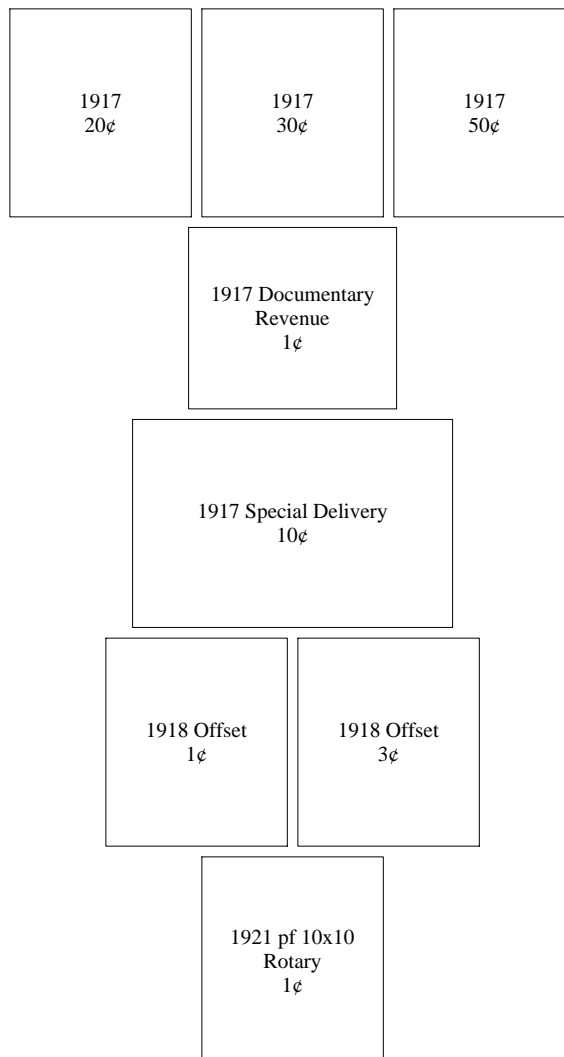 1917
20¢
1917
30¢
1917
50¢
1917 Documentary
Revenue
1¢
1917 Special Delivery
10¢
1918 Offset
1¢
1918 Offset
3¢
1921 pf 10x10
Rotary
1¢